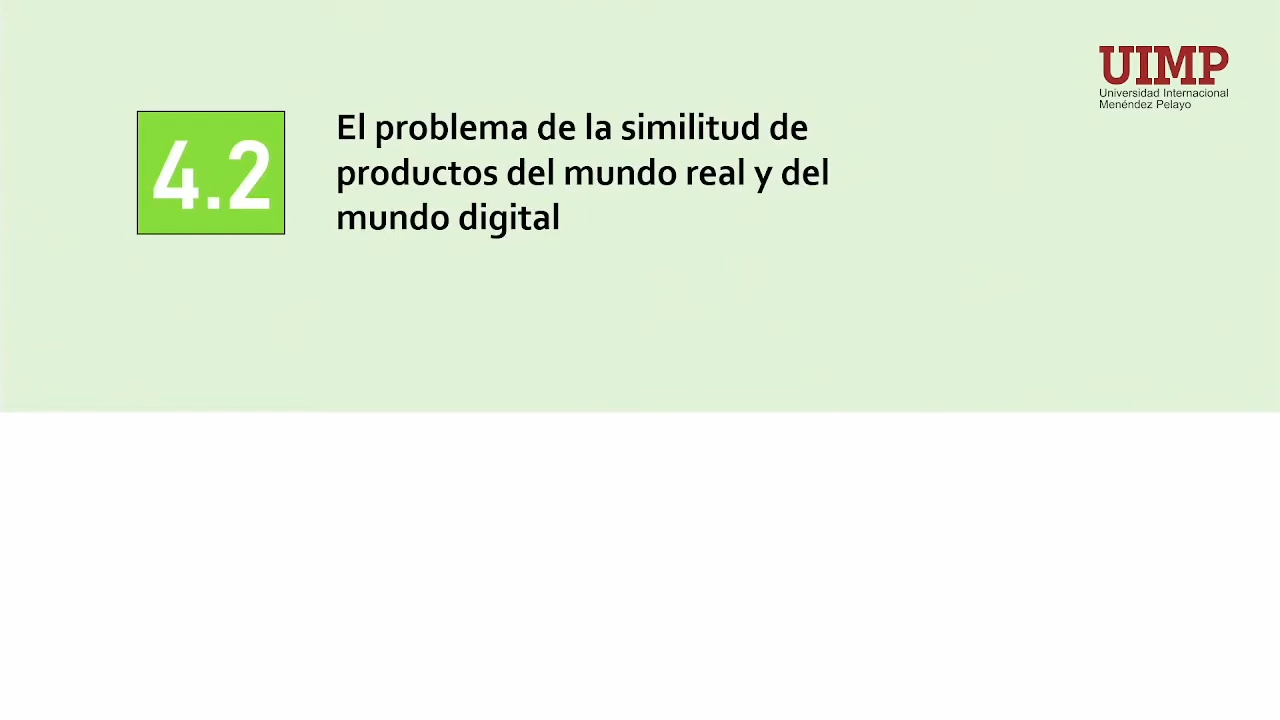 UIMP
Universidad Internacional
Menéndez Pelayo
4.2
El problema de la similitud de
productos del mundo real y del
mundo digital